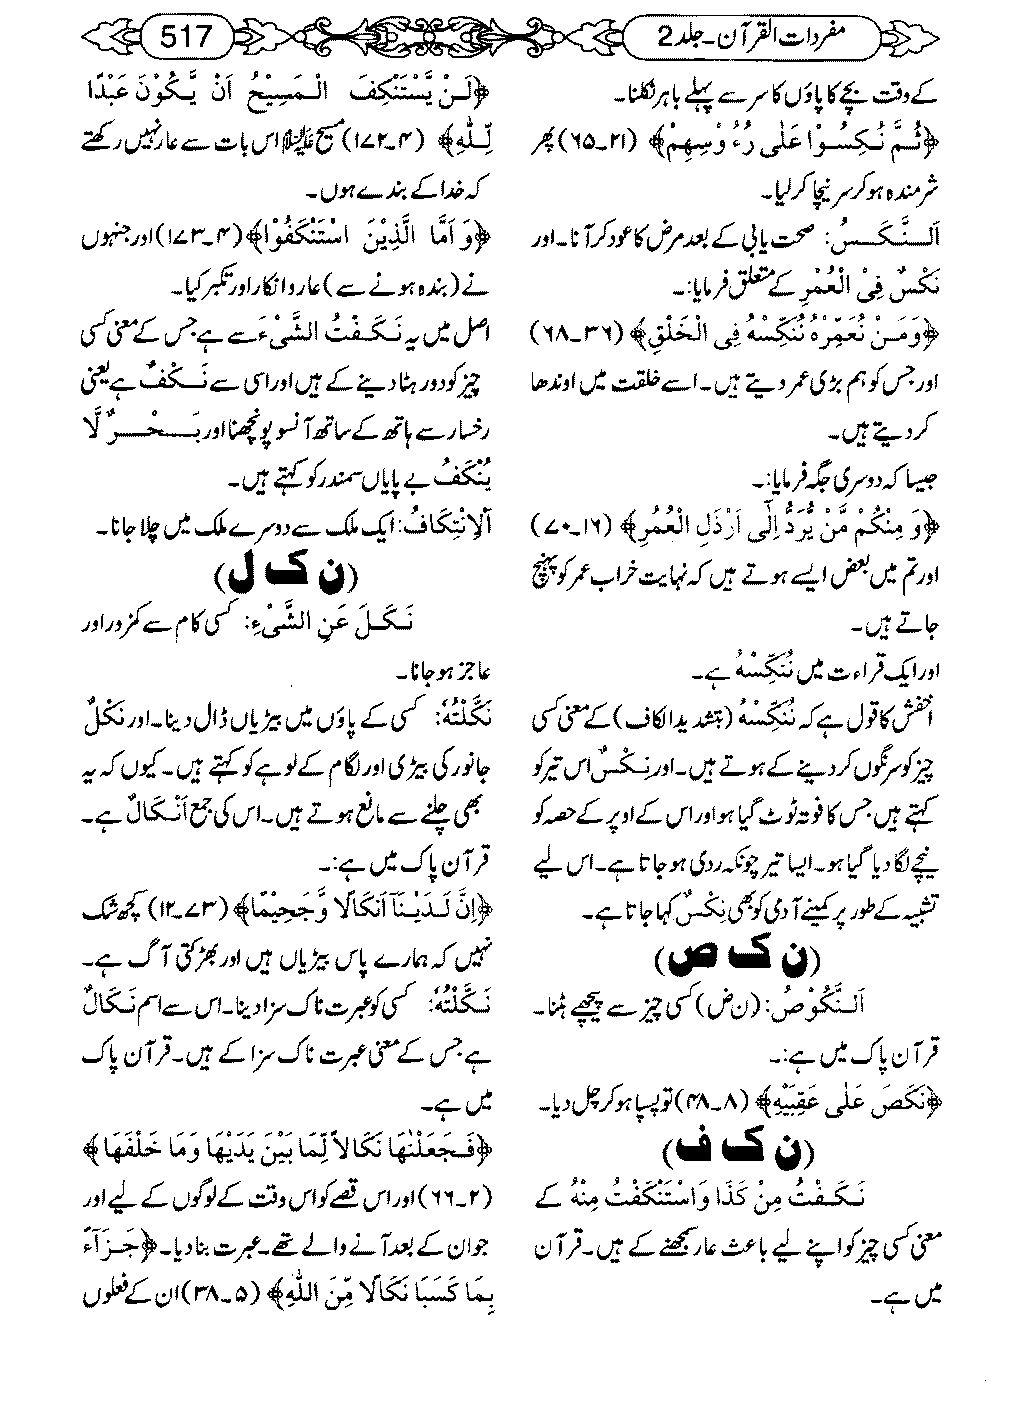 مفردات القرآن۔جلد 2
517
کے وقت بچے کا پاؤں کا سر سے پہلے باہر نکلنا۔
﴿ثُمَّ نُکِسُوْا عَلٰی رُءُوْسِهِمْ﴾ (۲۱۔۶۵) پھر
شرمندہ ہو کر سر نیچا کر لیا۔
اَلنَّکْسُ: صحت یابی کے بعد مرض کا عود کر آنا۔ اور
نَکْسٌ فِی الْعُمُرِ کے متعلق فرمایا:۔
﴿وَمَنْ نُعَمِّرْهُ نُنَکِّسْهُ فِی الْخَلْقِ﴾ (۳۶۔۶۸)
اور جس کو ہم بڑی عمر دیتے ہیں۔ اسے خلقت میں اوندھا
کر دیتے ہیں۔
جیسا کہ دوسری جگہ فرمایا:۔
﴿وَ مِنْکُمْ مَّنْ یُّرَدُّ اِلٰٓی اَرْذَلِ الْعُمُرِ﴾ (۱۶۔۷۰)
اور تم میں بعض ایسے ہوتے ہیں کہ نہایت خراب عمر کو پہنچ
جاتے ہیں۔
اور ایک قراءت میں نُنَکِّسْهُ ہے۔
اخفش کا قول ہے کہ نُنَکِّسْهُ (بتشدید الکاف) کے معنی کسی
چیز کو سرنگوں کر دینے کے ہوتے ہیں۔ اور نِکْسٌ اس تیر کو
کہتے ہیں جس کا فوتہ ٹوٹ گیا ہو اور اس کے اوپر کے حصہ کو
نیچے لگا دیا گیا ہو۔ ایسا تیر چونکہ ردی ہو جاتا ہے۔ اس لیے
تشبیہ کے طور پر کمینے آدمی کو بھی نِکْسٌ کہا جاتا ہے۔
(ن ک ص)
اَلنُّکُوْصُ: (ن ض) کسی چیز سے پیچھے ہٹنا۔
قرآن پاک میں ہے:۔
﴿نَکَصَ عَلٰی عَقِبَیْهِ﴾ (۸۔۴۸) تو پسپا ہو کر چل دیا۔
(ن ک ف)
نَکَفْتُ مِنْ کَذَا وَاسْتَنْکَفْتُ مِنْهُ کے
معنی کسی چیز کو اپنے لیے باعث عار سمجھنے کے ہیں۔ قرآن
میں ہے۔
﴿لَنْ یَّسْتَنْکِفَ الْمَسِیْحُ اَنْ یَّکُوْنَ عَبْدًا
لِّلّٰهِ﴾ (۴۔۱۷۲) مسیح علیہ السلام اس بات سے عار نہیں رکھتے
کہ خدا کے بندے ہوں۔
﴿وَ اَمَّا الَّذِیْنَ اسْتَنْکَفُوْا﴾ (۴۔۱۷۳) اور جنہوں
نے (بندہ ہونے سے) عار و انکار اور تکبر کیا۔
اصل میں یہ نَکَفْتُ الشَّیْءَ سے ہے جس کے معنی کسی
چیز کو دور ہٹا دینے کے ہیں اور اسی سے نَکْفٌ ہے یعنی
رخسار سے ہاتھ کے ساتھ آنسو پونچھنا اور بَحْرٌ لَّا
یُنْکَفُ بے پایاں سمندر کو کہتے ہیں۔
اَلْاِنْتِکَافُ: ایک ملک سے دوسرے ملک میں چلا جانا۔
(ن ک ل)
نَکَلَ عَنِ الشَّیْءِ: کسی کام سے کمزور اور
عاجز ہو جانا۔
نَکَّلْتُهٗ: کسی کے پاؤں میں بیڑیاں ڈال دینا۔ اور نِکْلٌ
جانور کی بیڑی اور لگام کے لوہے کو کہتے ہیں۔ کیوں کہ یہ
بھی چلنے سے مانع ہوتے ہیں۔ اس کی جمع اَنْکَالٌ ہے۔
قرآن پاک میں ہے:۔
﴿اِنَّ لَدَیْنَآ اَنْکَالًا وَّجَحِیْمًا﴾ (۷۳۔۱۲) کچھ شک
نہیں کہ ہمارے پاس بیڑیاں ہیں اور بھڑکتی آگ ہے۔
نَکَّلْتُهٗ: کسی کو عبرت ناک سزا دینا۔ اس سے اسم نَکَالٌ
ہے جس کے معنی عبرت ناک سزا کے ہیں۔ قرآن پاک
میں ہے۔
﴿فَجَعَلْنٰهَا نَکَالًا لِّمَا بَیْنَ یَدَیْهَا وَمَا خَلْفَهَا﴾
(۲۔۶۶) اور اس قصے کو اس وقت کے لوگوں کے لیے اور
جو ان کے بعد آنے والے تھے۔ عبرت بنا دیا۔ ﴿جَزَآءً
بِمَا کَسَبَا نَکَالًا مِّنَ اللّٰهِ﴾ (۵۔۳۸) ان کے فعلوں